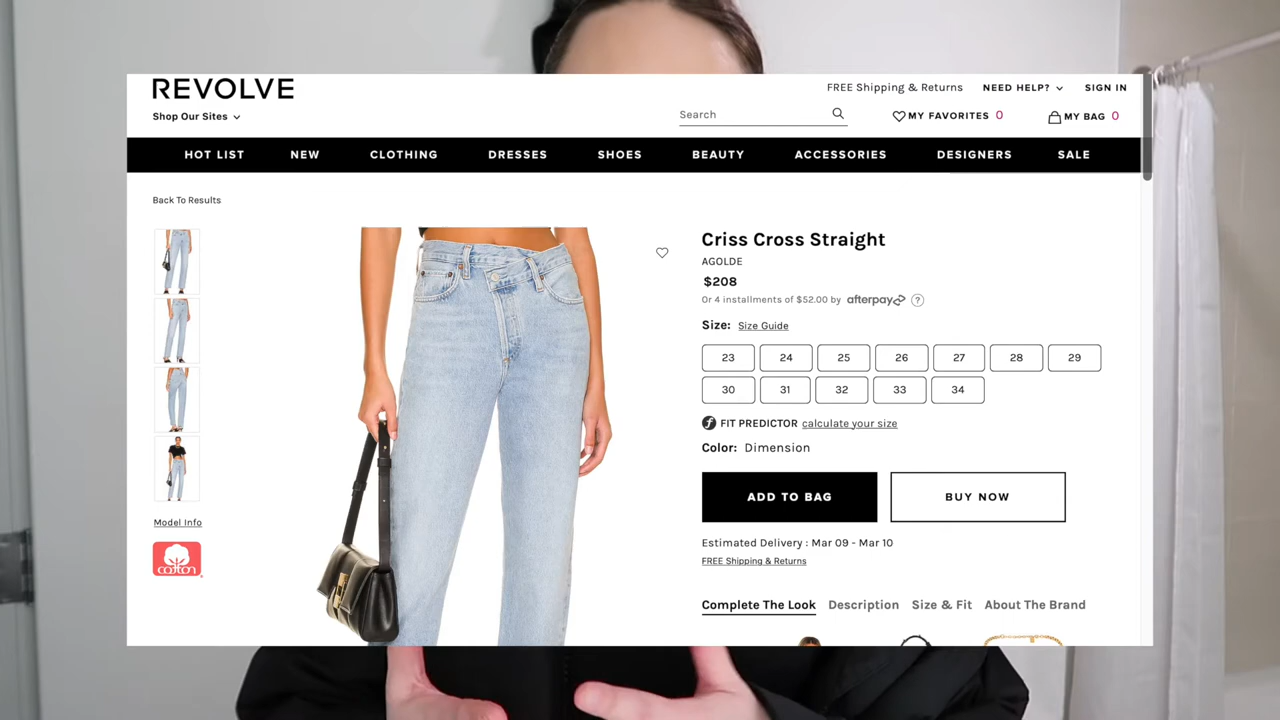 REVOLVE
FREE Shipping & Returns NEED HELP? SIGN IN
Shop Our Sites
Search
MY FAVORITES 0
MY BAG 0
HOT LIST NEW CLOTHING DRESSES SHOES BEAUTY ACCESSORIES DESIGNERS SALE
Back To Results
Criss Cross Straight
AGOLDE
$208
Or 4 installments of $52.00 by afterpay ?
Size: Size Guide
23 24 25 26 27 28 29
30 31 32 33 34
f FIT PREDICTOR calculate your size
Color: Dimension
ADD TO BAG BUY NOW
Model Info
cotton
Estimated Delivery : Mar 09 - Mar 10
FREE Shipping & Returns
Complete The Look Description Size & Fit About The Brand